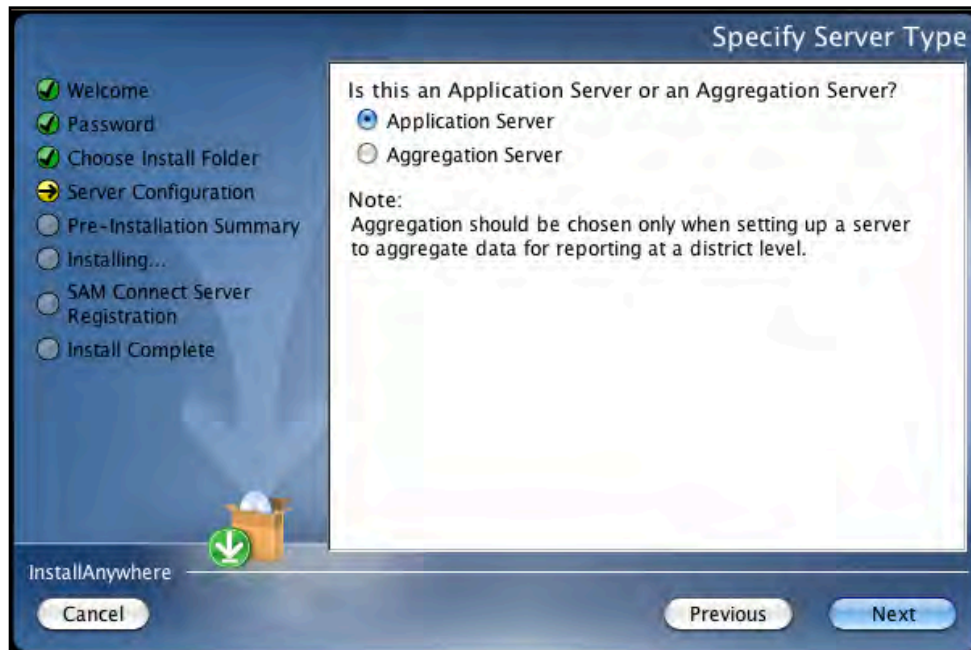 Specify Server Type
Welcome
Password
Choose Install Folder
Server Configuration
Pre-Installation Summary
Installing...
SAM Connect Server
Registration
Install Complete
Is this an Application Server or an Aggregation Server?
Application Server
Aggregation Server
Note:
Aggregation should be chosen only when setting up a server
to aggregate data for reporting at a district level.
InstallAnywhere
Cancel
Previous
Next